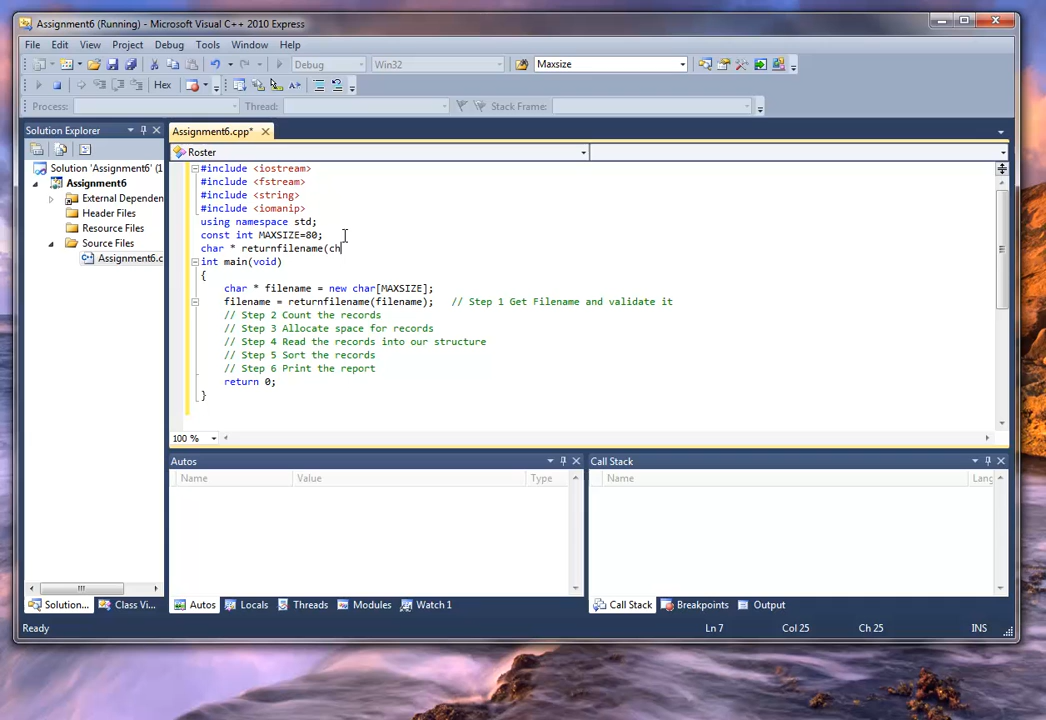 Assignment6 (Running) - Microsoft Visual C++ 2010 Express
File Edit View Project Debug Tools Window Help
Debug Win32 Maxsize
Hex
Process: Thread: Stack Frame:
Solution Explorer
Solution 'Assignment6' (1
Assignment6
External Dependen
Header Files
Resource Files
Source Files
Assignment6.c
Assignment6.cpp*
Roster
#include <iostream>
#include <fstream>
#include <string>
#include <iomanip>
using namespace std;
const int MAXSIZE=80;
char * returnfilename(ch
int main(void)
{
char * filename = new char[MAXSIZE];
filename = returnfilename(filename); // Step 1 Get Filename and validate it
// Step 2 Count the records
// Step 3 Allocate space for records
// Step 4 Read the records into our structure
// Step 5 Sort the records
// Step 6 Print the report
return 0;
}
100 %
Autos
Name Value Type
Call Stack
Name Lang
Solution... Class Vi...
Autos Locals Threads Modules Watch 1
Call Stack Breakpoints Output
Ready Ln 7 Col 25 Ch 25 INS